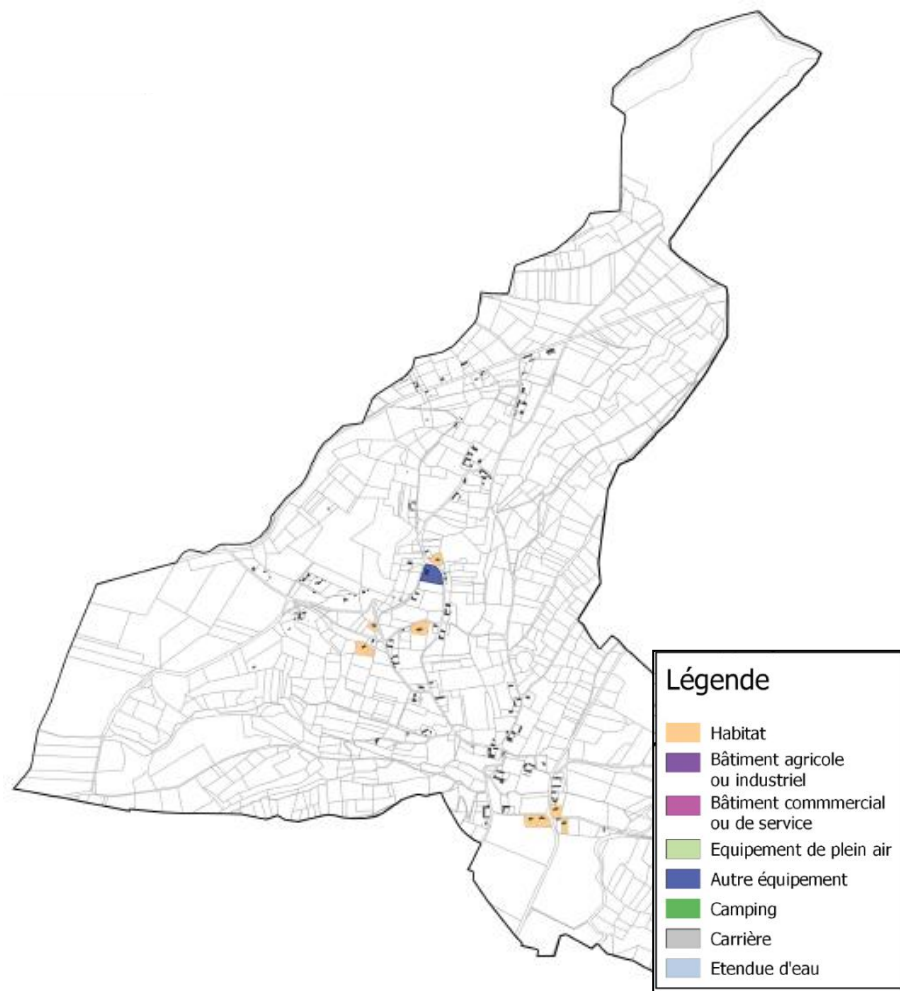 Légende
Habitat
Bâtiment agricole
ou industriel
Bâtiment commmercial
ou de service
Equipement de plein air
Autre équipement
Camping
Carrière
Etendue d'eau